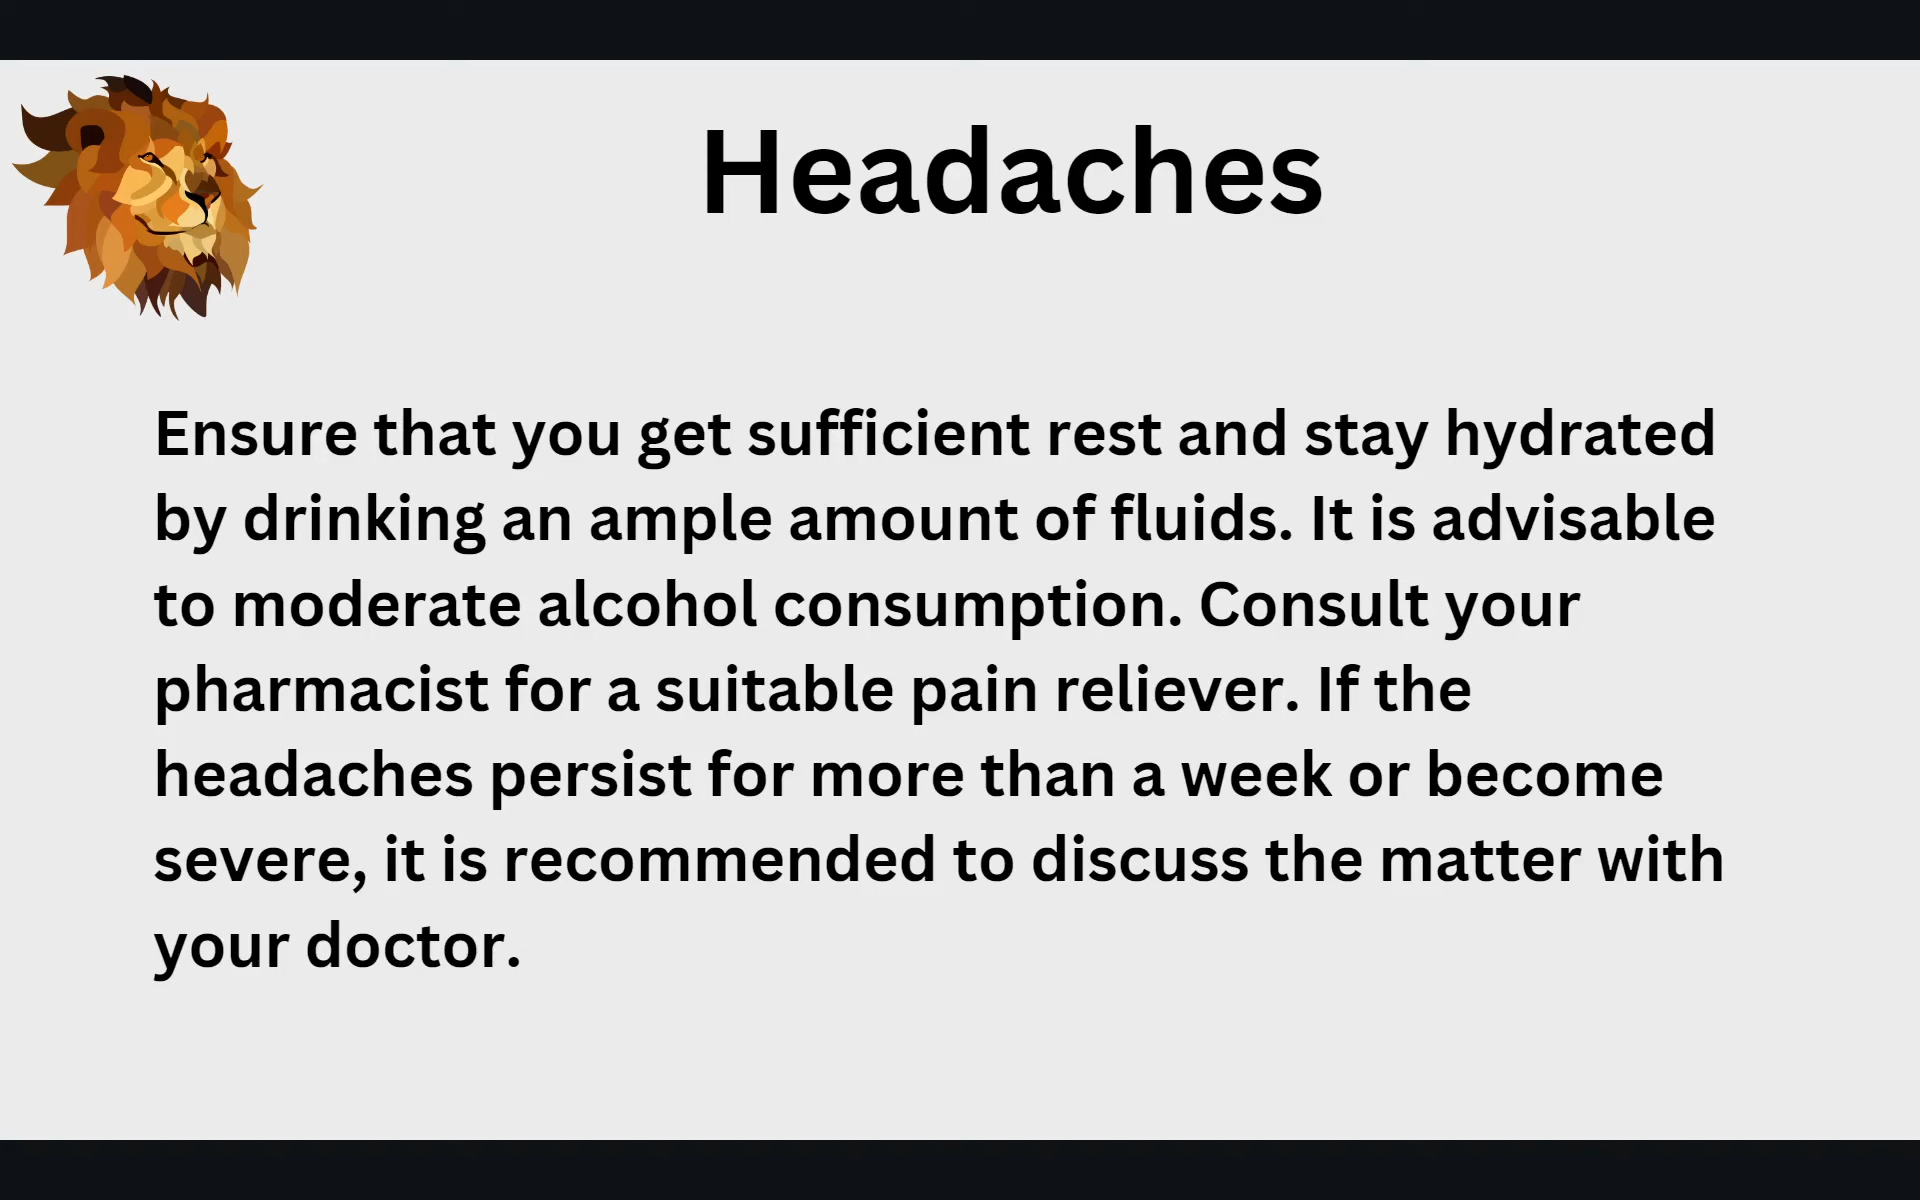 Headaches
Ensure that you get sufficient rest and stay hydrated
by drinking an ample amount of fluids. It is advisable
to moderate alcohol consumption. Consult your
pharmacist for a suitable pain reliever. If the
headaches persist for more than a week or become
severe, it is recommended to discuss the matter with
your doctor.